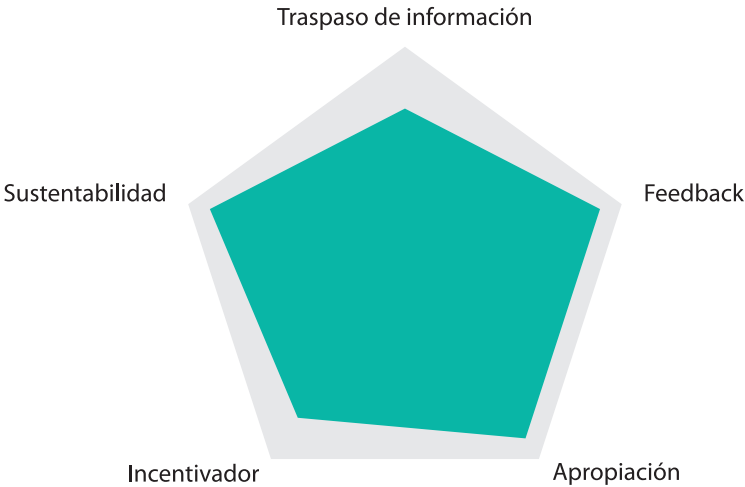 Traspaso de información
Sustentabilidad
Feedback
Incentivador
Apropiación